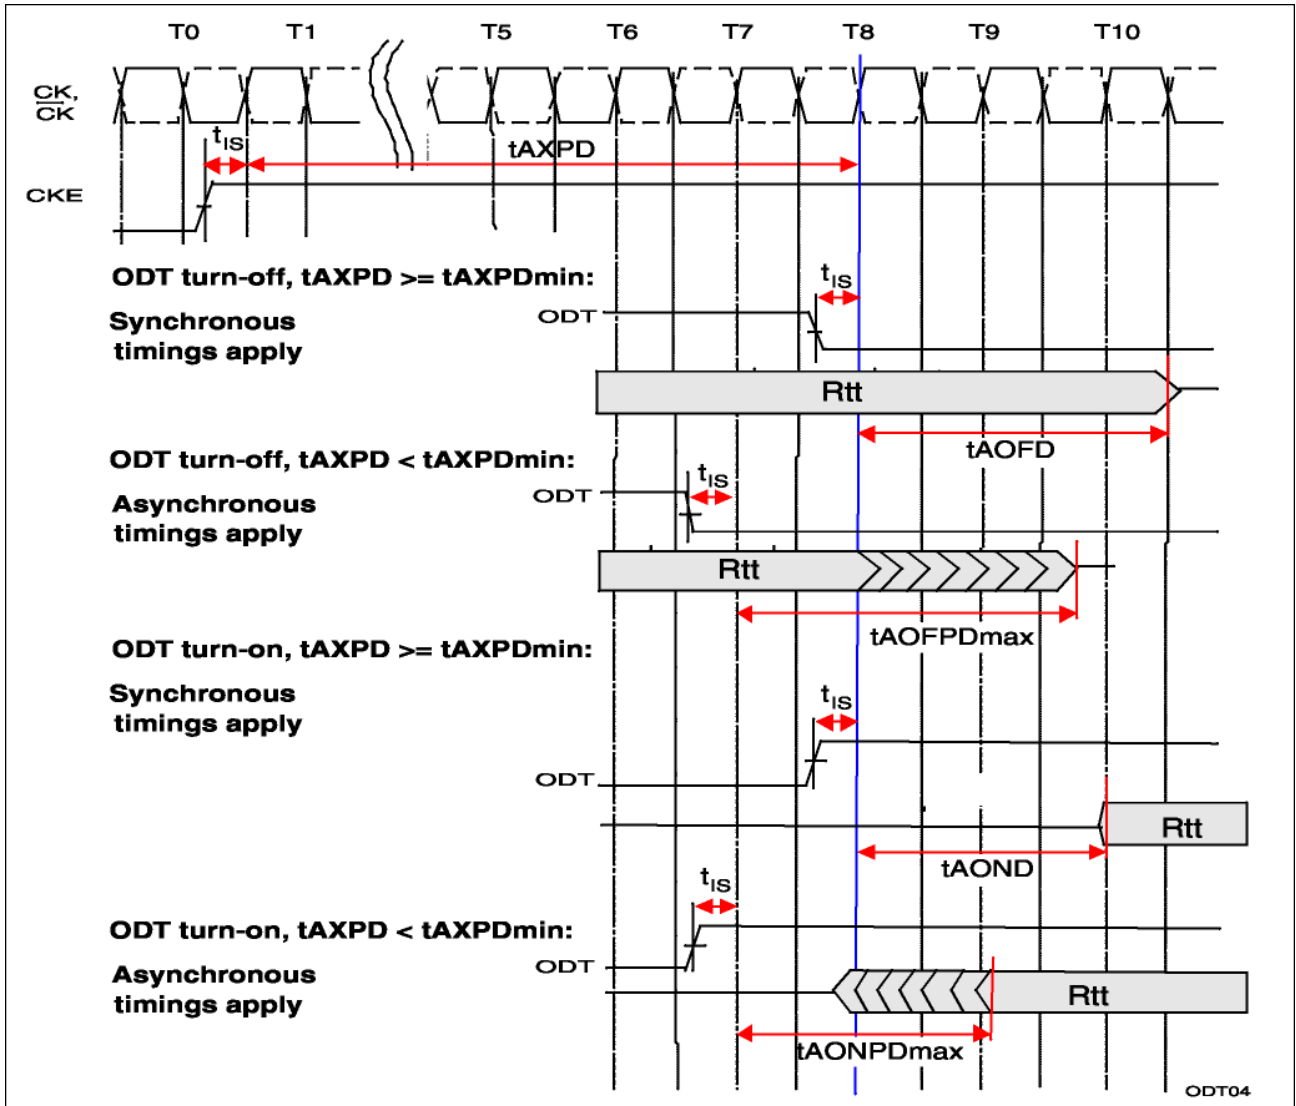 T0 T1 T5 T6 T7 T8 T9 T10
CK,
CK
tIS
tAXPD
CKE
ODT turn-off, tAXPD >= tAXPDmin:
tIS
Synchronous
timings apply
ODT
Rtt
tAOFD
ODT turn-off, tAXPD < tAXPDmin:
tIS
Asynchronous
timings apply
ODT
Rtt
tAOFPDmax
ODT turn-on, tAXPD >= tAXPDmin:
Synchronous
timings apply
tIS
ODT
Rtt
tAOND
tIS
ODT turn-on, tAXPD < tAXPDmin:
ODT
Asynchronous
timings apply
Rtt
tAONPDmax
ODT04